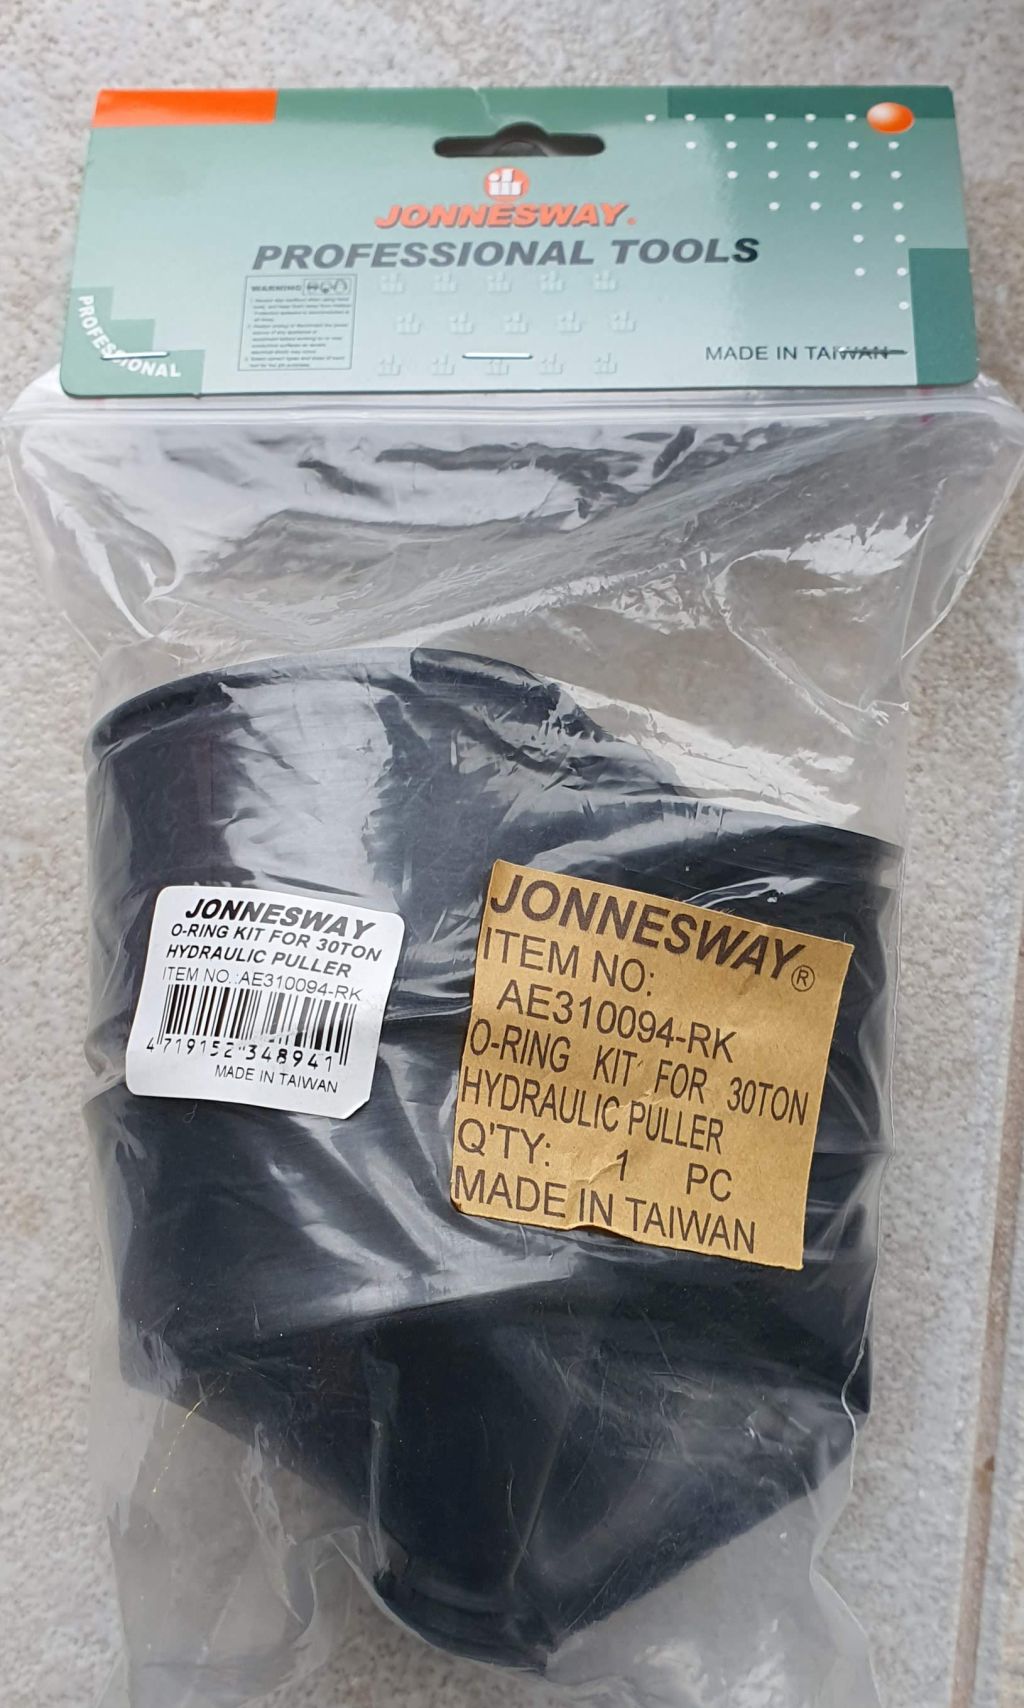 JONNESWAY®
PROFESSIONAL TOOLS
WARNING
PROFESSIONAL
MADE IN TAIWAN
JONNESWAY
O-RING KIT FOR 30TON
HYDRAULIC PULLER
ITEM NO.:AE310094-RK
4 719152 348941
MADE IN TAIWAN
JONNESWAY®
ITEM NO:
AE310094-RK
O-RING KIT FOR 30TON
HYDRAULIC PULLER
Q'TY: 1 PC
MADE IN TAIWAN